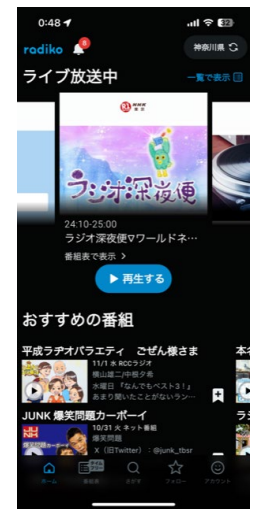 0:48
32
radiko
8
神奈川県
ライブ放送中
一覧で表示
R1 NHK
ラジオ深夜便
24:10-25:00
ラジオ深夜便▽ワールドネ…
番組表で表示 >
▶ 再生する
おすすめの番組
平成ラヂオバラエティ ごぜん様さま
本
11/1 水 RCCラジオ
横山雄二/中根夕希
水曜日 『なんでもベスト3!』
あまり聞いたことがないラン…
JUNK 爆笑問題カーボーイ
ラ
10/31 火 ネット番組
爆笑問題
X(旧Twitter):@junk_tbsr
ホーム
番組表
さがす
フォロー
アカウント